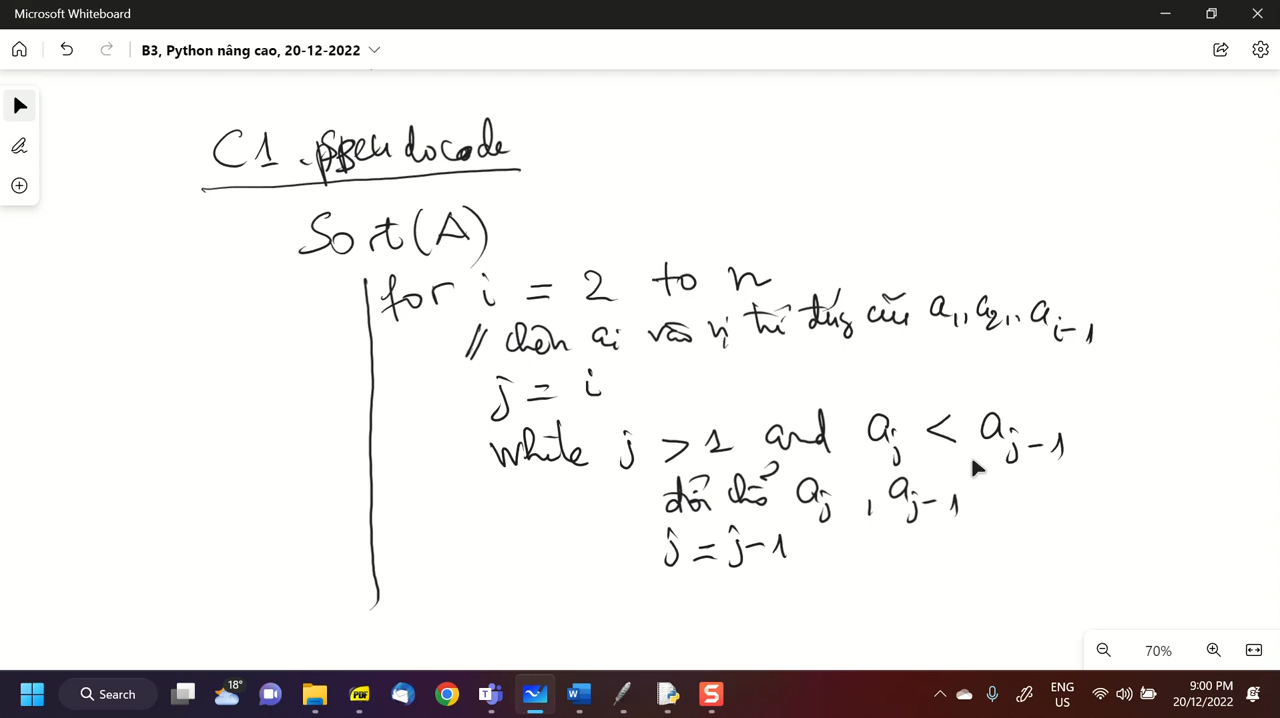 Microsoft Whiteboard
B3, Python nâng cao, 20-12-2022
C1. pseudocode
Sort(A)
for i = 2 to n
// chèn ai vào vị trí đúng của a1, a2, .. ai-1
j = i
while j > 1 and aj < aj-1
đổi chỗ aj, aj-1
j = j-1
70%
18°
Search
PDF
W
S
ENG
US
9:00 PM
20/12/2022